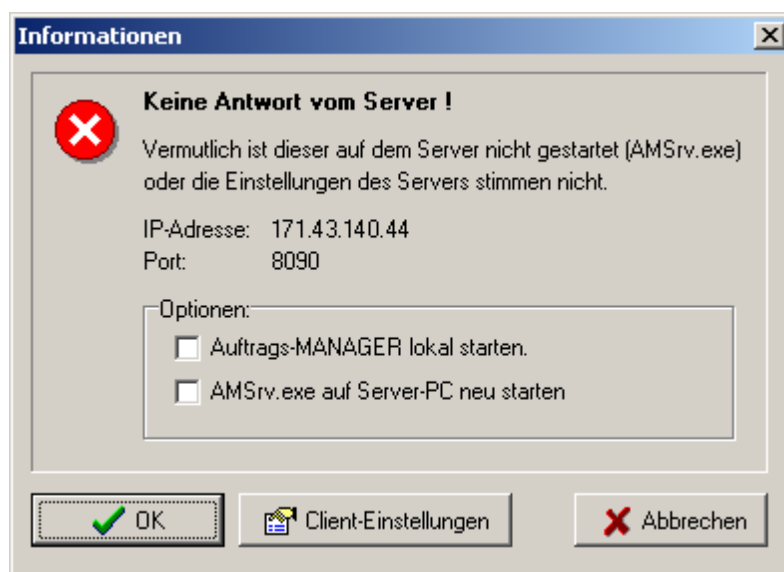 Informationen
Keine Antwort vom Server !
Vermutlich ist dieser auf dem Server nicht gestartet (AMSrv.exe)
oder die Einstellungen des Servers stimmen nicht.
IP-Adresse: 171.43.140.44
Port: 8090
Optionen:
Auftrags-MANAGER lokal starten.
AMSrv.exe auf Server-PC neu starten
OK Client-Einstellungen Abbrechen